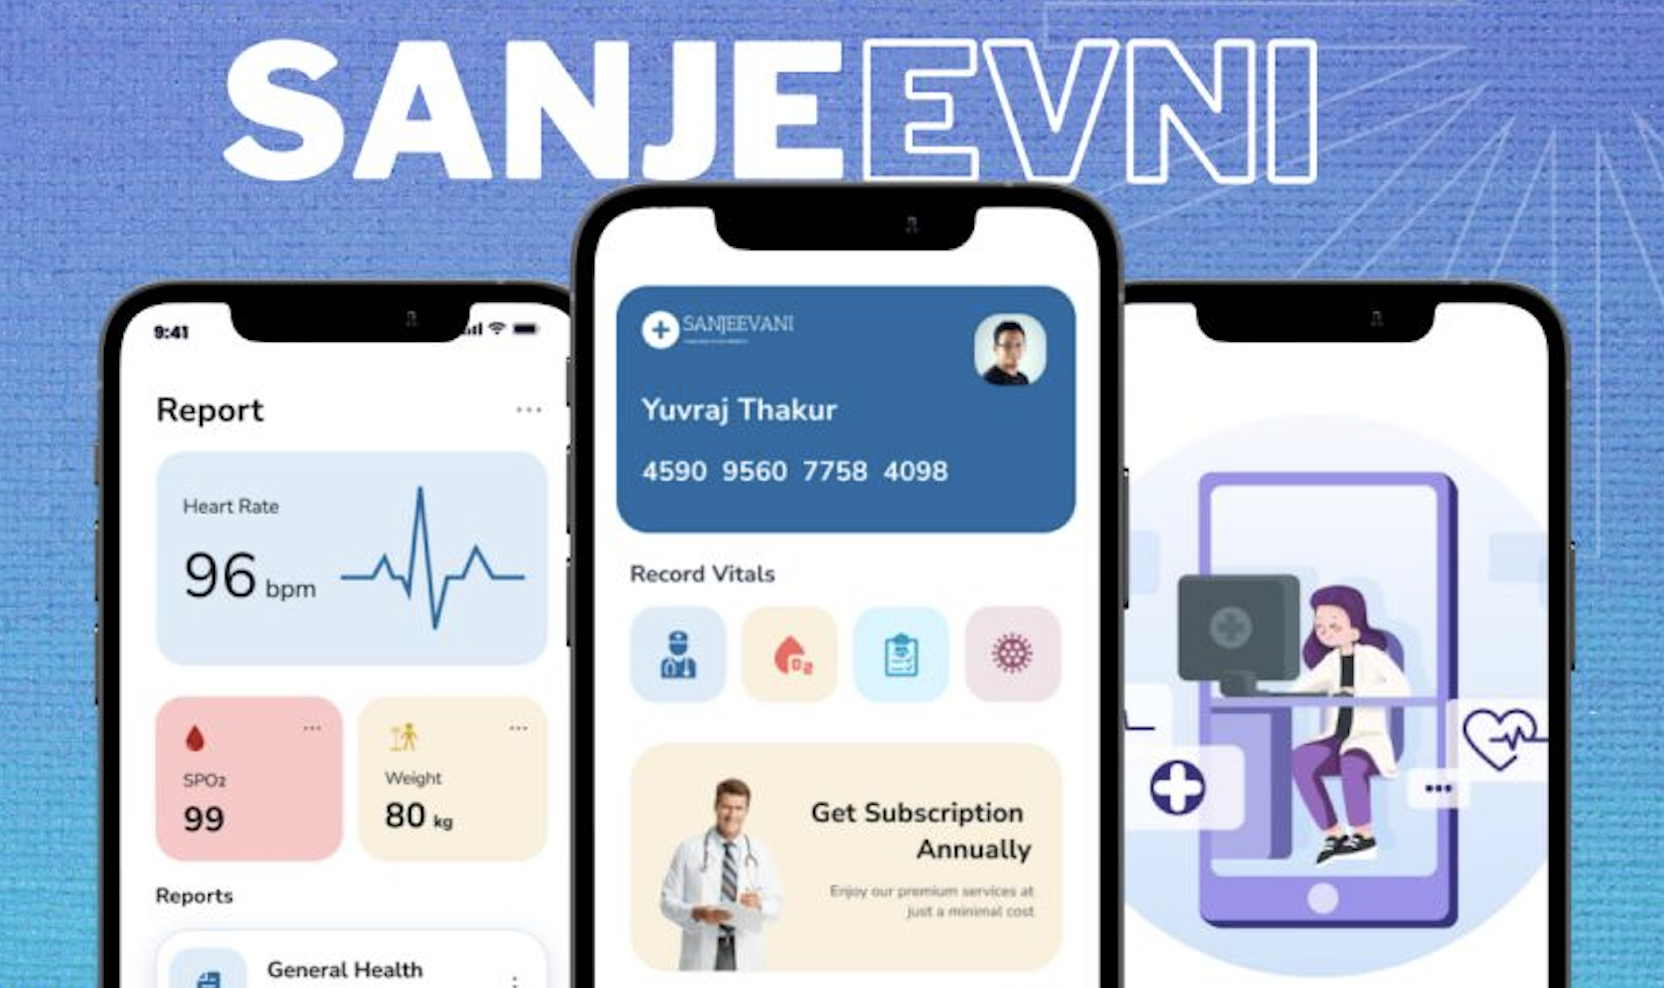 SANJEEVNI
9:41
Report
Heart Rate
96 bpm
SPO₂
99
Weight
80 kg
Reports
General Health
SANJEEVANI
Yuvraj Thakur
4590 9560 7758 4098
Record Vitals
O₂
Get Subscription
Annually
Enjoy our premium services at
just a minimal cost